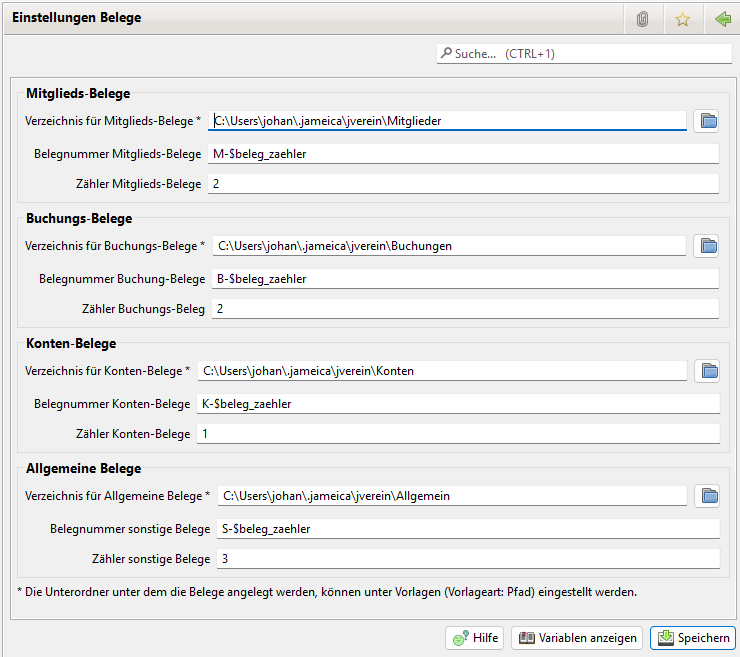 Einstellungen Belege
Suche... (CTRL+1)
Mitglieds-Belege
Verzeichnis für Mitglieds-Belege * C:\Users\johan\.jameica\jverein\Mitglieder
Belegnummer Mitglieds-Belege M-$beleg_zaehler
Zähler Mitglieds-Belege 2
Buchungs-Belege
Verzeichnis für Buchungs-Belege * C:\Users\johan\.jameica\jverein\Buchungen
Belegnummer Buchung-Belege B-$beleg_zaehler
Zähler Buchungs-Beleg 2
Konten-Belege
Verzeichnis für Konten-Belege * C:\Users\johan\.jameica\jverein\Konten
Belegnummer Konten-Belege K-$beleg_zaehler
Zähler Konten-Belege 1
Allgemeine Belege
Verzeichnis für Allgemeine Belege * C:\Users\johan\.jameica\jverein\Allgemein
Belegnummer sonstige Belege S-$beleg_zaehler
Zähler sonstige Belege 3
* Die Unterordner unter dem die Belege angelegt werden, können unter Vorlagen (Vorlageart: Pfad) eingestellt werden.
Hilfe Variablen anzeigen Speichern